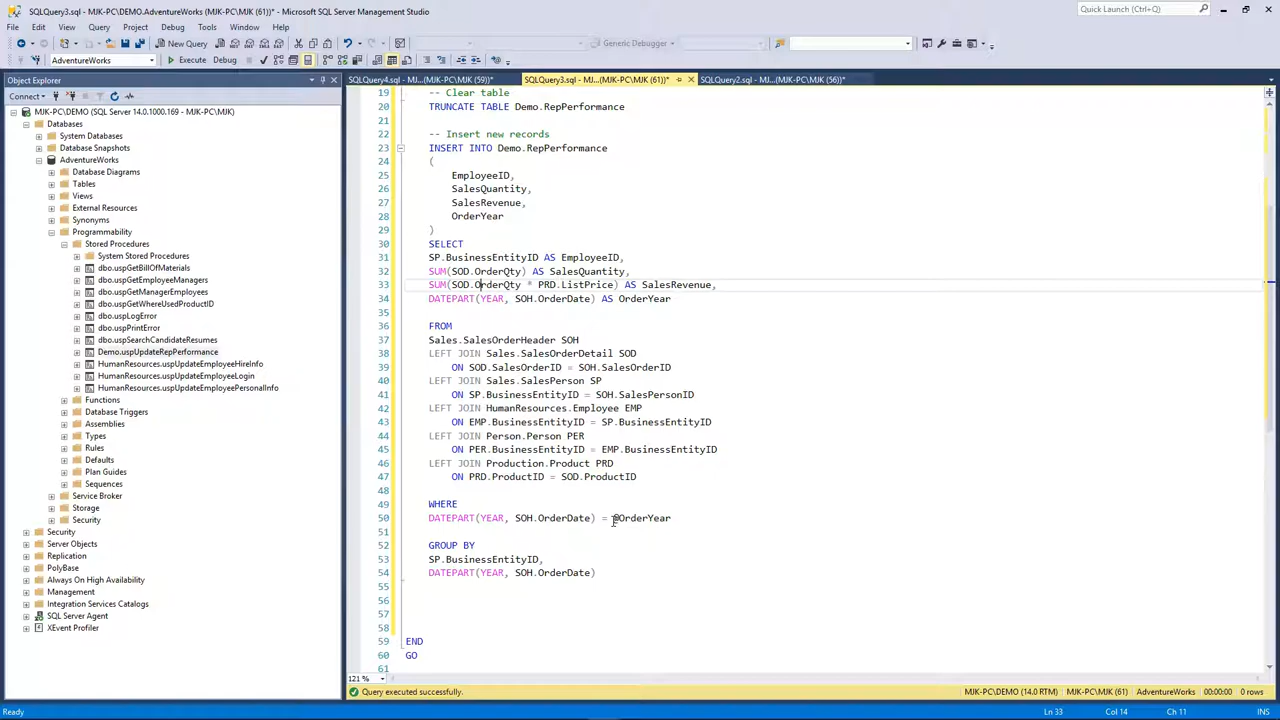 SQLQuery3.sql - MJK-PC\DEMO.AdventureWorks (MJK-PC\MJK (61))* - Microsoft SQL Server Management Studio
Quick Launch (Ctrl+Q)
File Edit View Query Project Debug Tools Window Help
New Query
Generic Debugger
AdventureWorks
Execute Debug
Object Explorer
SQLQuery4.sql - MJ...(MJK-PC\MJK (59))*
SQLQuery3.sql - MJ...(MJK-PC\MJK (61))*
SQLQuery2.sql - MJ...(MJK-PC\MJK (56))*
Connect
MJK-PC\DEMO (SQL Server 14.0.1000.169 - MJK-PC\MJK)
Databases
System Databases
Database Snapshots
AdventureWorks
Database Diagrams
Tables
Views
External Resources
Synonyms
Programmability
Stored Procedures
System Stored Procedures
dbo.uspGetBillOfMaterials
dbo.uspGetEmployeeManagers
dbo.uspGetManagerEmployees
dbo.uspGetWhereUsedProductID
dbo.uspLogError
dbo.uspPrintError
dbo.uspSearchCandidateResumes
Demo.uspUpdateRepPerformance
HumanResources.uspUpdateEmployeeHireInfo
HumanResources.uspUpdateEmployeeLogin
HumanResources.uspUpdateEmployeePersonalInfo
Functions
Database Triggers
Assemblies
Types
Rules
Defaults
Plan Guides
Sequences
Service Broker
Storage
Security
Security
Server Objects
Replication
PolyBase
Always On High Availability
Management
Integration Services Catalogs
SQL Server Agent
XEvent Profiler
19 -- Clear table
20 TRUNCATE TABLE Demo.RepPerformance
21
22 -- Insert new records
23 INSERT INTO Demo.RepPerformance
24 (
25 EmployeeID,
26 SalesQuantity,
27 SalesRevenue,
28 OrderYear
29 )
30 SELECT
31 SP.BusinessEntityID AS EmployeeID,
32 SUM(SOD.OrderQty) AS SalesQuantity,
33 SUM(SOD.OrderQty * PRD.ListPrice) AS SalesRevenue,
34 DATEPART(YEAR, SOH.OrderDate) AS OrderYear
35
36 FROM
37 Sales.SalesOrderHeader SOH
38 LEFT JOIN Sales.SalesOrderDetail SOD
39 ON SOD.SalesOrderID = SOH.SalesOrderID
40 LEFT JOIN Sales.SalesPerson SP
41 ON SP.BusinessEntityID = SOH.SalesPersonID
42 LEFT JOIN HumanResources.Employee EMP
43 ON EMP.BusinessEntityID = SP.BusinessEntityID
44 LEFT JOIN Person.Person PER
45 ON PER.BusinessEntityID = EMP.BusinessEntityID
46 LEFT JOIN Production.Product PRD
47 ON PRD.ProductID = SOD.ProductID
48
49 WHERE
50 DATEPART(YEAR, SOH.OrderDate) = @OrderYear
51
52 GROUP BY
53 SP.BusinessEntityID,
54 DATEPART(YEAR, SOH.OrderDate)
55
56
57
58
59 END
60 GO
61
121 %
Query executed successfully.
MJK-PC\DEMO (14.0 RTM) MJK-PC\MJK (61) AdventureWorks 00:00:00 0 rows
Ready Ln 33 Col 14 Ch 11 INS